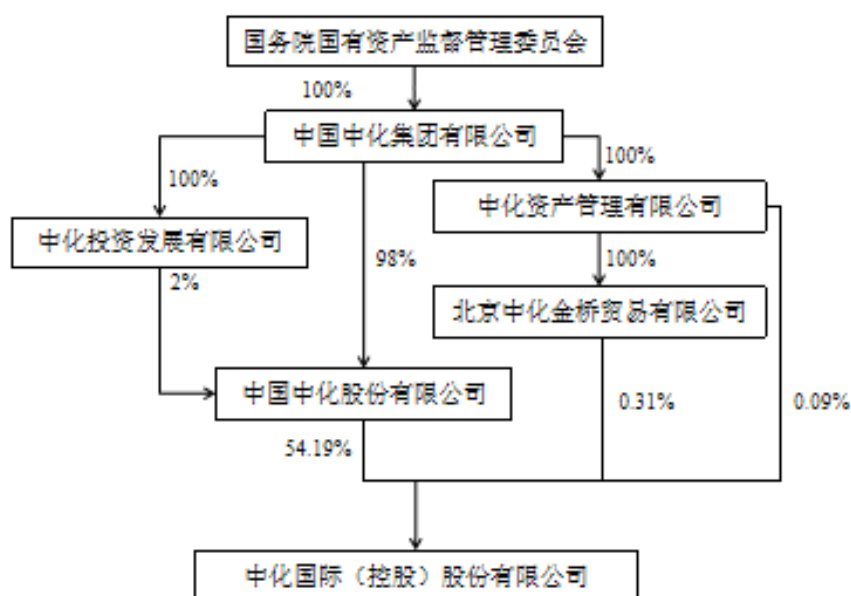 国务院国有资产监督管理委员会
100%
中国中化集团有限公司
100%
100%
中化资产管理有限公司
中化投资发展有限公司
98%
100%
2%
北京中化金桥贸易有限公司
中国中化股份有限公司
0.31%
0.09%
54.19%
中化国际（控股）股份有限公司